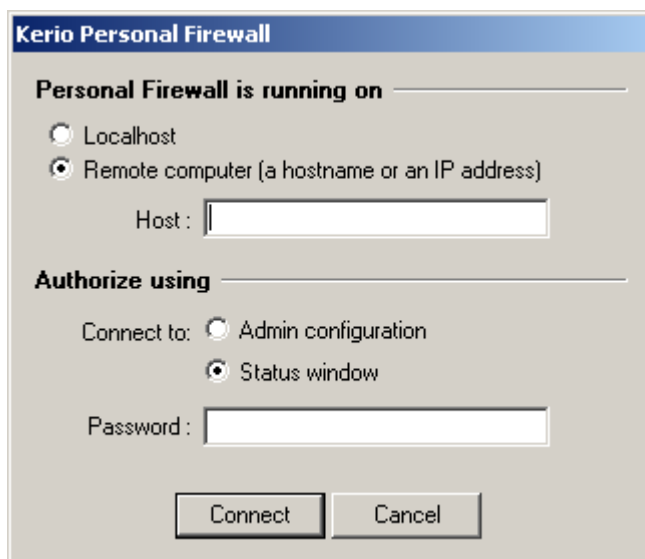 Kerio Personal Firewall
Personal Firewall is running on
Localhost
Remote computer (a hostname or an IP address)
Host :
Authorize using
Connect to: Admin configuration
Status window
Password :
Connect Cancel